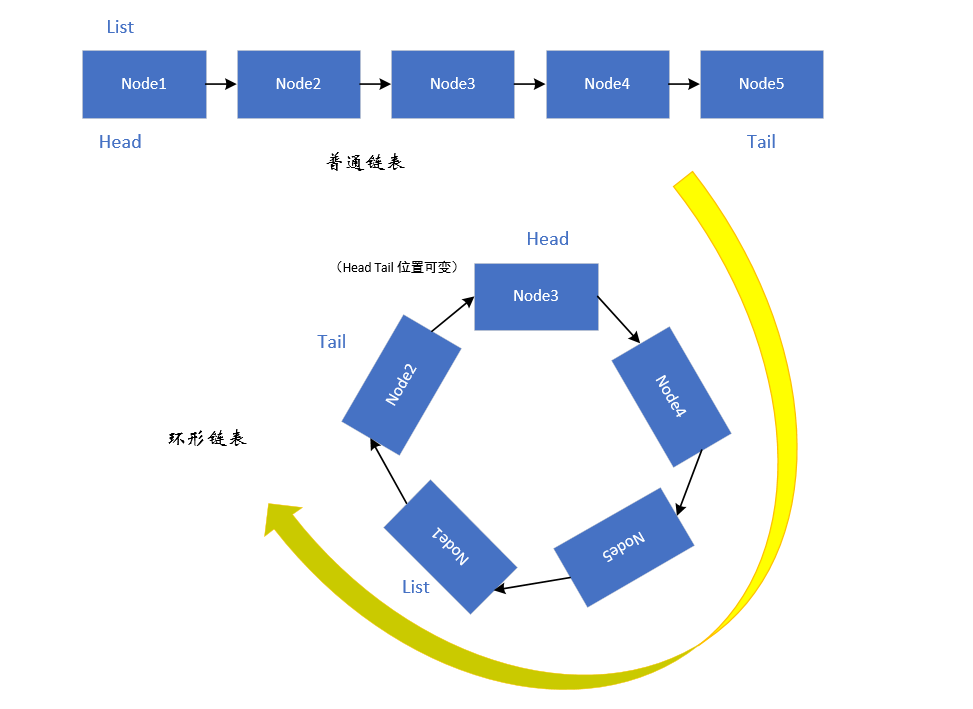 List
Node1
Node2
Node3
Node4
Node5
Head
Tail
普通链表
Head
（Head Tail 位置可变）
Node3
Tail
Node2
Node4
环形链表
Node1
Node5
List